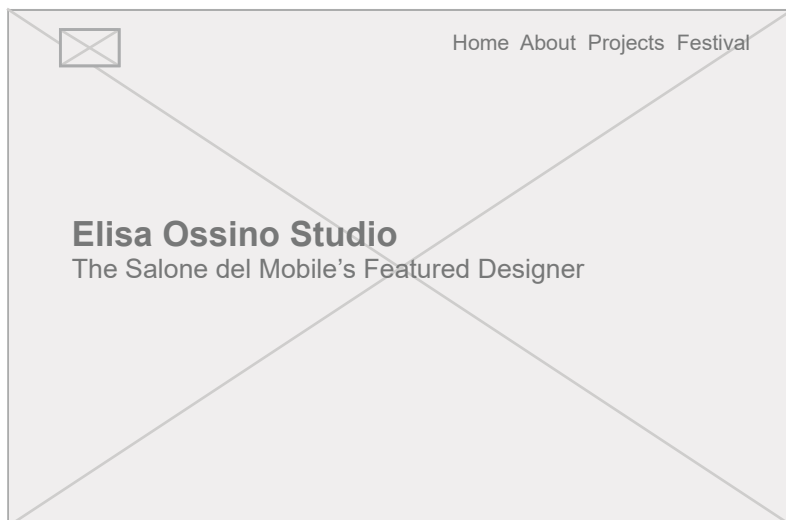 Home About Projects Festival
Elisa Ossino Studio
The Salone del Mobile’s Featured Designer